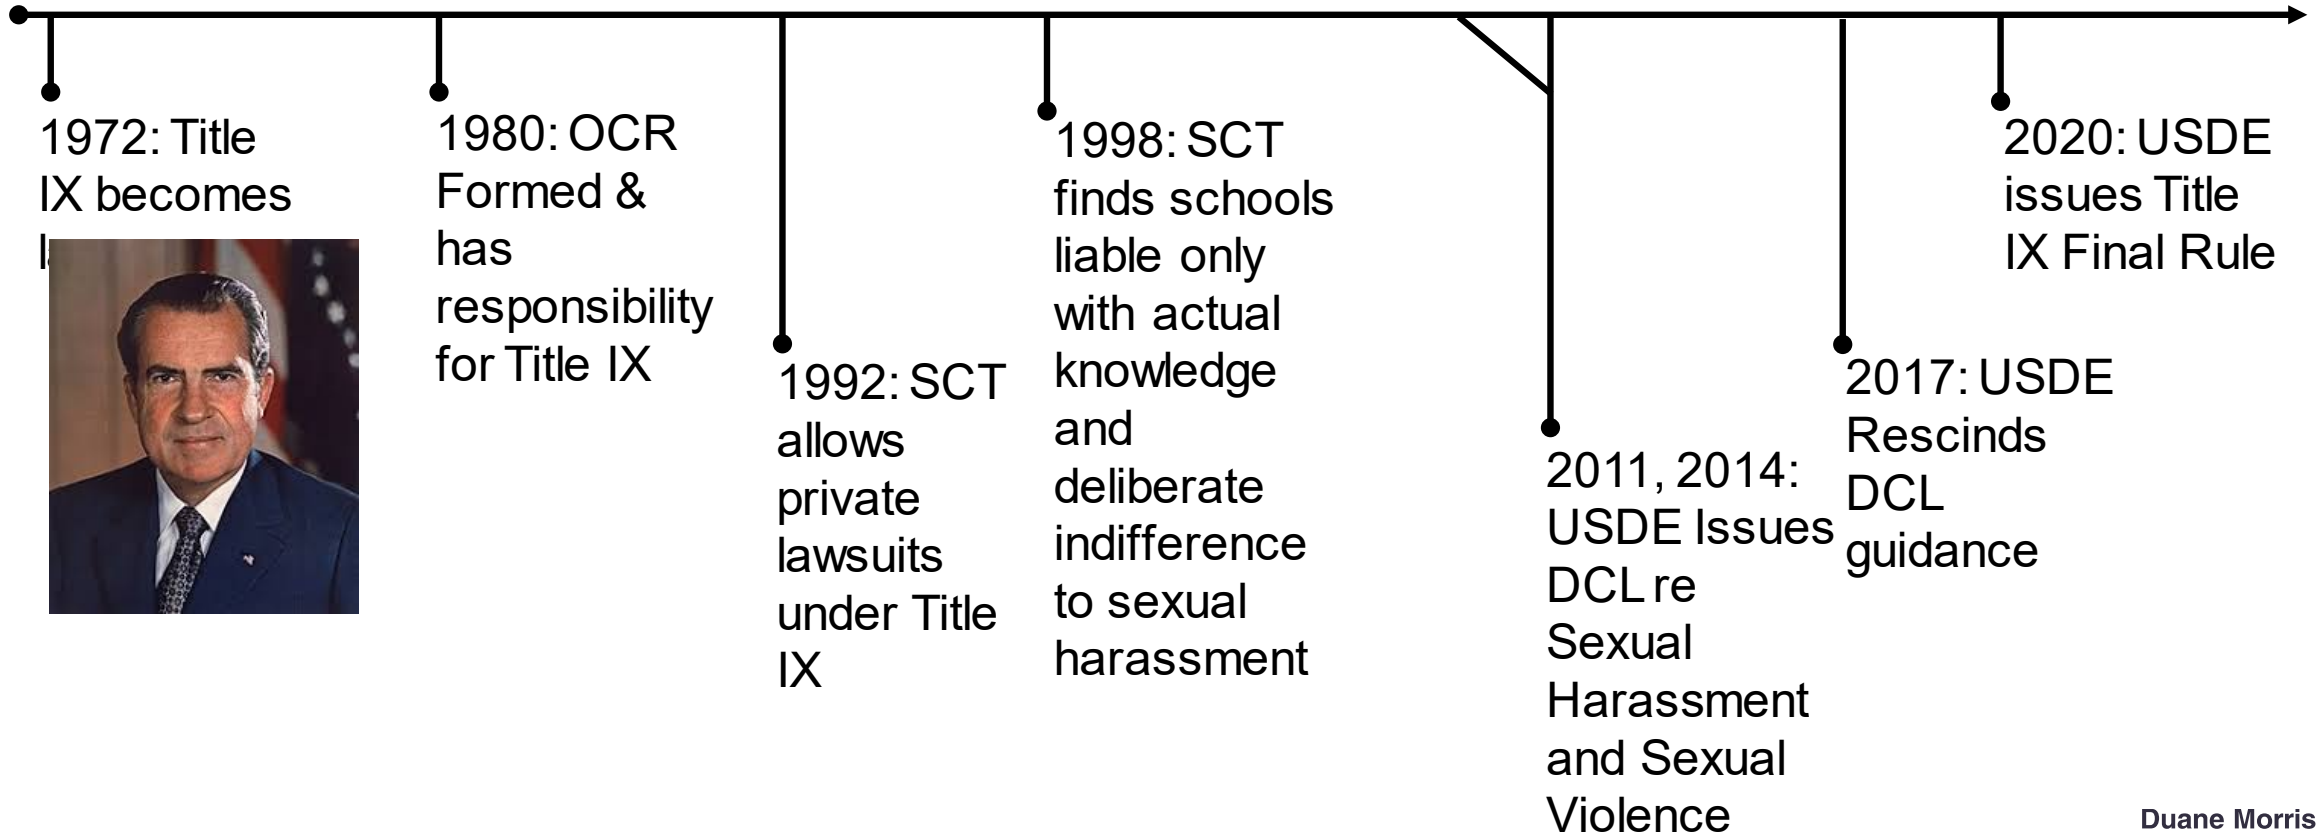 1972: Title
IX becomes
1980: OCR
Formed &
has
responsibility
for Title IX
1992: SCT
allows
private
lawsuits
under Title
IX
1998: SCT
finds schools
liable only
with actual
knowledge
and
deliberate
indifference
to sexual
harassment
2011, 2014:
USDE Issues
DCL re
Sexual
Harassment
and Sexual
Violence
2017: USDE
Rescinds
DCL
guidance
2020: USDE
issues Title
IX Final Rule
Duane Morris